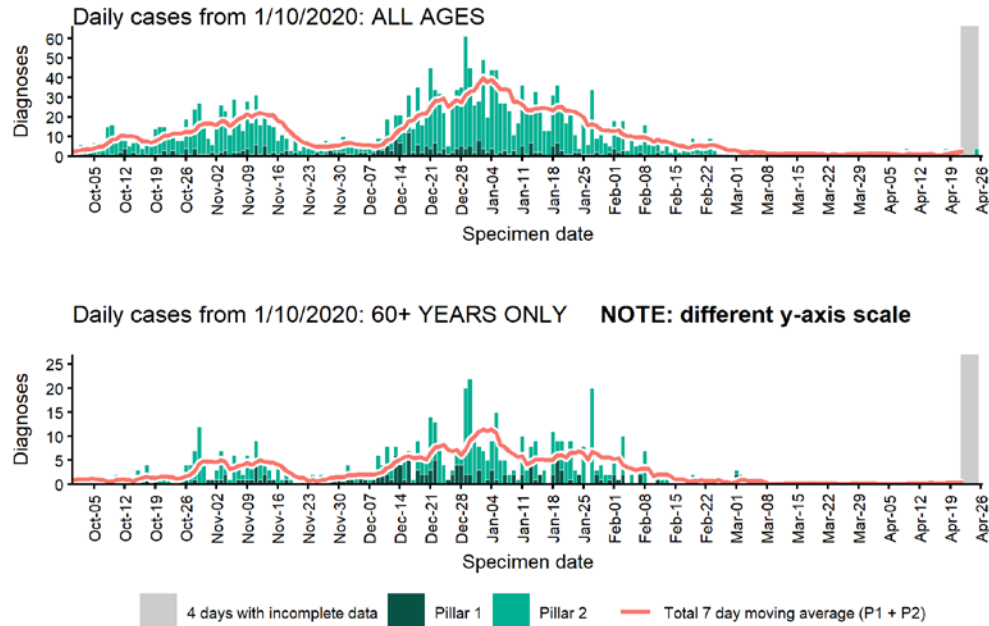 Daily cases from 1/10/2020: ALL AGES
Diagnoses
60
50
40
30
20
10
0
Oct-05 Oct-12 Oct-19 Oct-26 Nov-02 Nov-09 Nov-16 Nov-23 Nov-30 Dec-07 Dec-14 Dec-21 Dec-28 Jan-04 Jan-11 Jan-18 Jan-25 Feb-01 Feb-08 Feb-15 Feb-22 Mar-01 Mar-08 Mar-15 Mar-22 Mar-29 Apr-05 Apr-12 Apr-19 Apr-26
Specimen date
Daily cases from 1/10/2020: 60+ YEARS ONLY NOTE: different y-axis scale
Diagnoses
25
20
15
10
5
0
Oct-05 Oct-12 Oct-19 Oct-26 Nov-02 Nov-09 Nov-16 Nov-23 Nov-30 Dec-07 Dec-14 Dec-21 Dec-28 Jan-04 Jan-11 Jan-18 Jan-25 Feb-01 Feb-08 Feb-15 Feb-22 Mar-01 Mar-08 Mar-15 Mar-22 Mar-29 Apr-05 Apr-12 Apr-19 Apr-26
Specimen date
4 days with incomplete data Pillar 1 Pillar 2 Total 7 day moving average (P1 + P2)